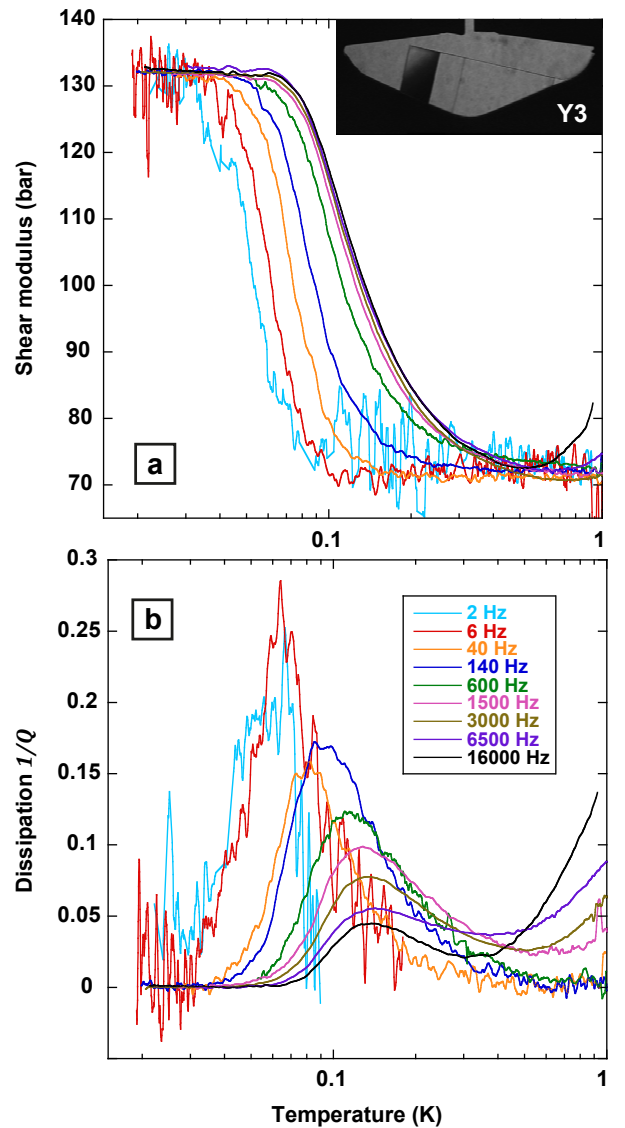 140
130
120
110
100
90
80
70
Shear modulus (bar)
Y3
a
0.1
1
0.3
0.25
0.2
0.15
0.1
0.05
0
Dissipation 1/Q
b
2 Hz
6 Hz
40 Hz
140 Hz
600 Hz
1500 Hz
3000 Hz
6500 Hz
16000 Hz
0.1
1
Temperature (K)